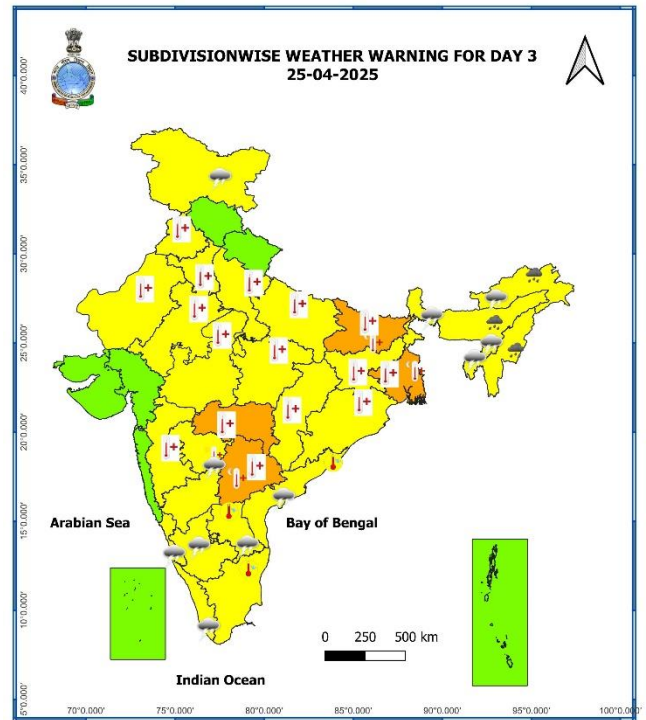 SUBDIVISIONWISE WEATHER WARNING FOR DAY 3
25-04-2025
40°0.000'
35°0.000'
30°0.000'
25°0.000'
20°0.000'
15°0.000'
10°0.000'
5°0.000'
Arabian Sea
Bay of Bengal
0 250 500 km
Indian Ocean
70°0.000' 75°0.000' 80°0.000' 85°0.000' 90°0.000' 95°0.000' 100°0.000'